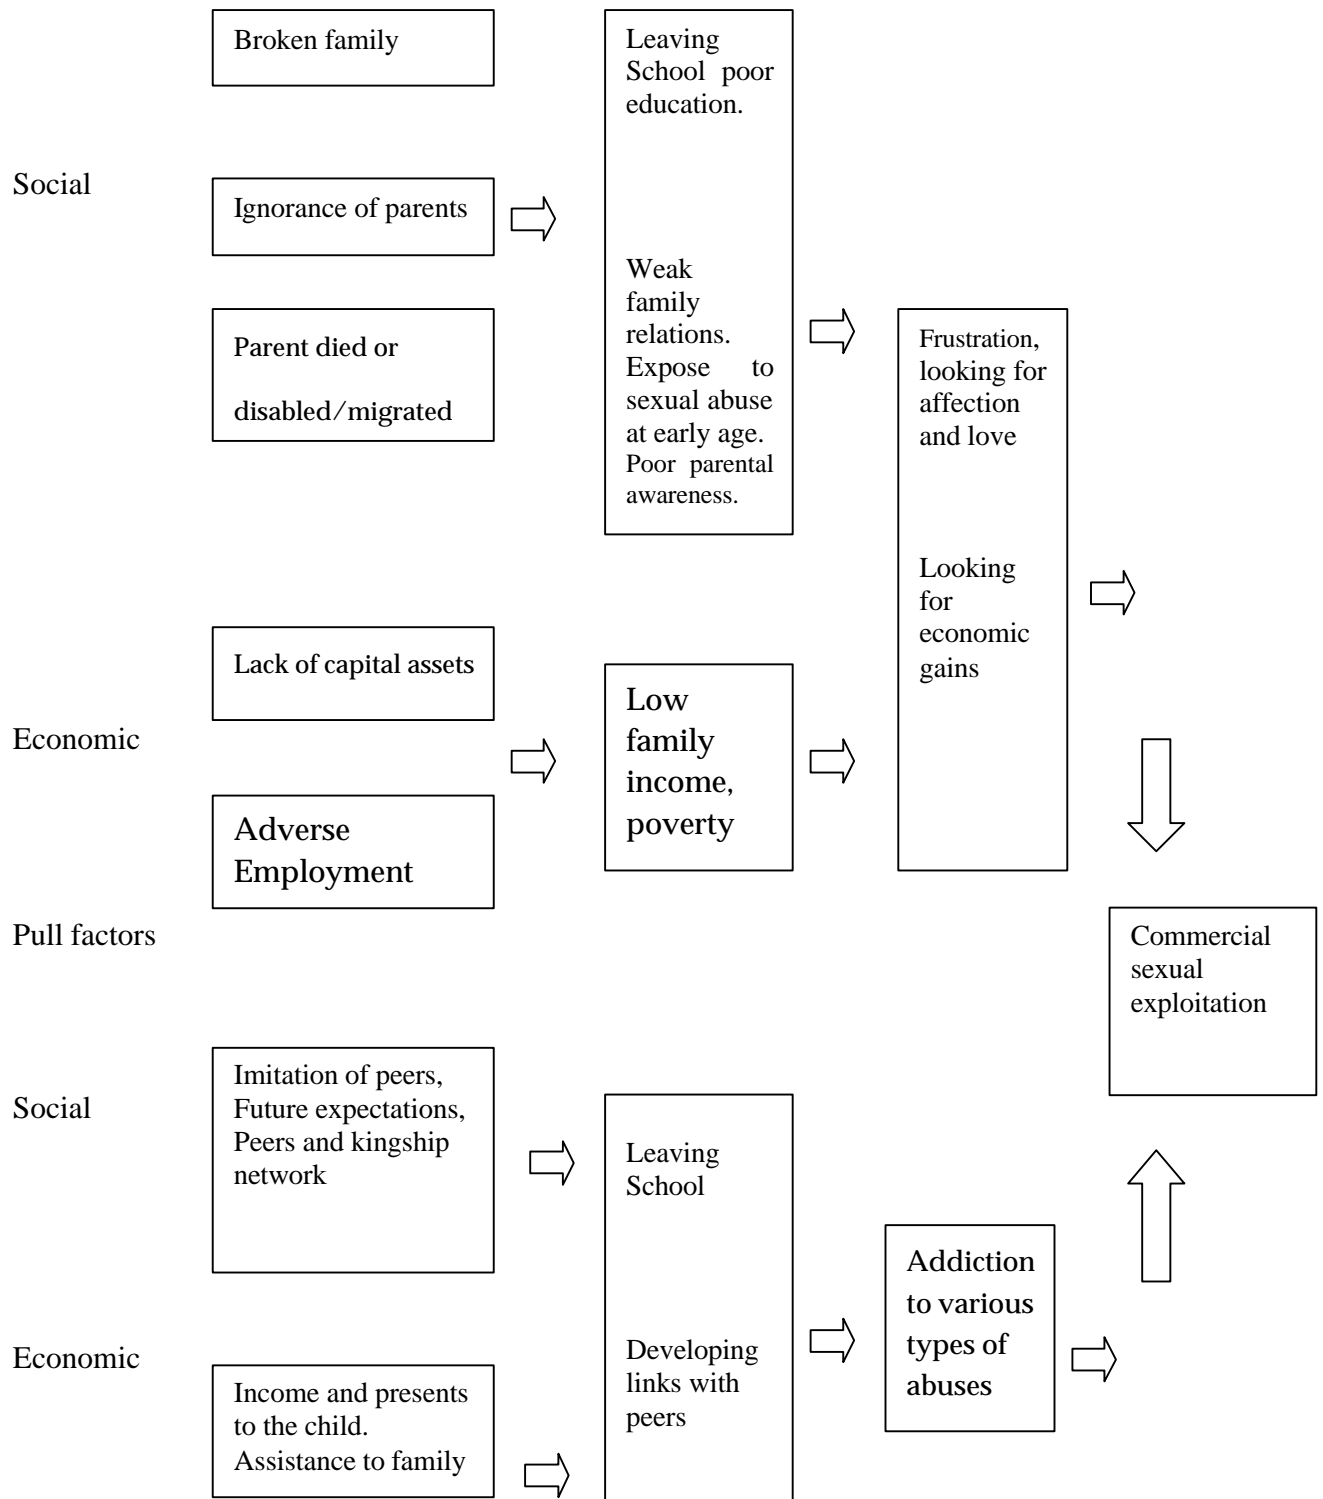 Broken family
Leaving
School poor
education.
Social
Ignorance of parents
Weak
family
relations.
Expose to
sexual abuse
at early age.
Poor parental
awareness.
Parent died or
disabled/migrated
Frustration,
looking for
affection
and love
Looking
for
economic
gains
Lack of capital assets
Economic
Low
family
income,
poverty
Adverse
Employment
Pull factors
Commercial
sexual
exploitation
Social
Imitation of peers,
Future expectations,
Peers and kingship
network
Leaving
School
Developing
links with
peers
Addiction
to various
types of
abuses
Economic
Income and presents
to the child.
Assistance to family